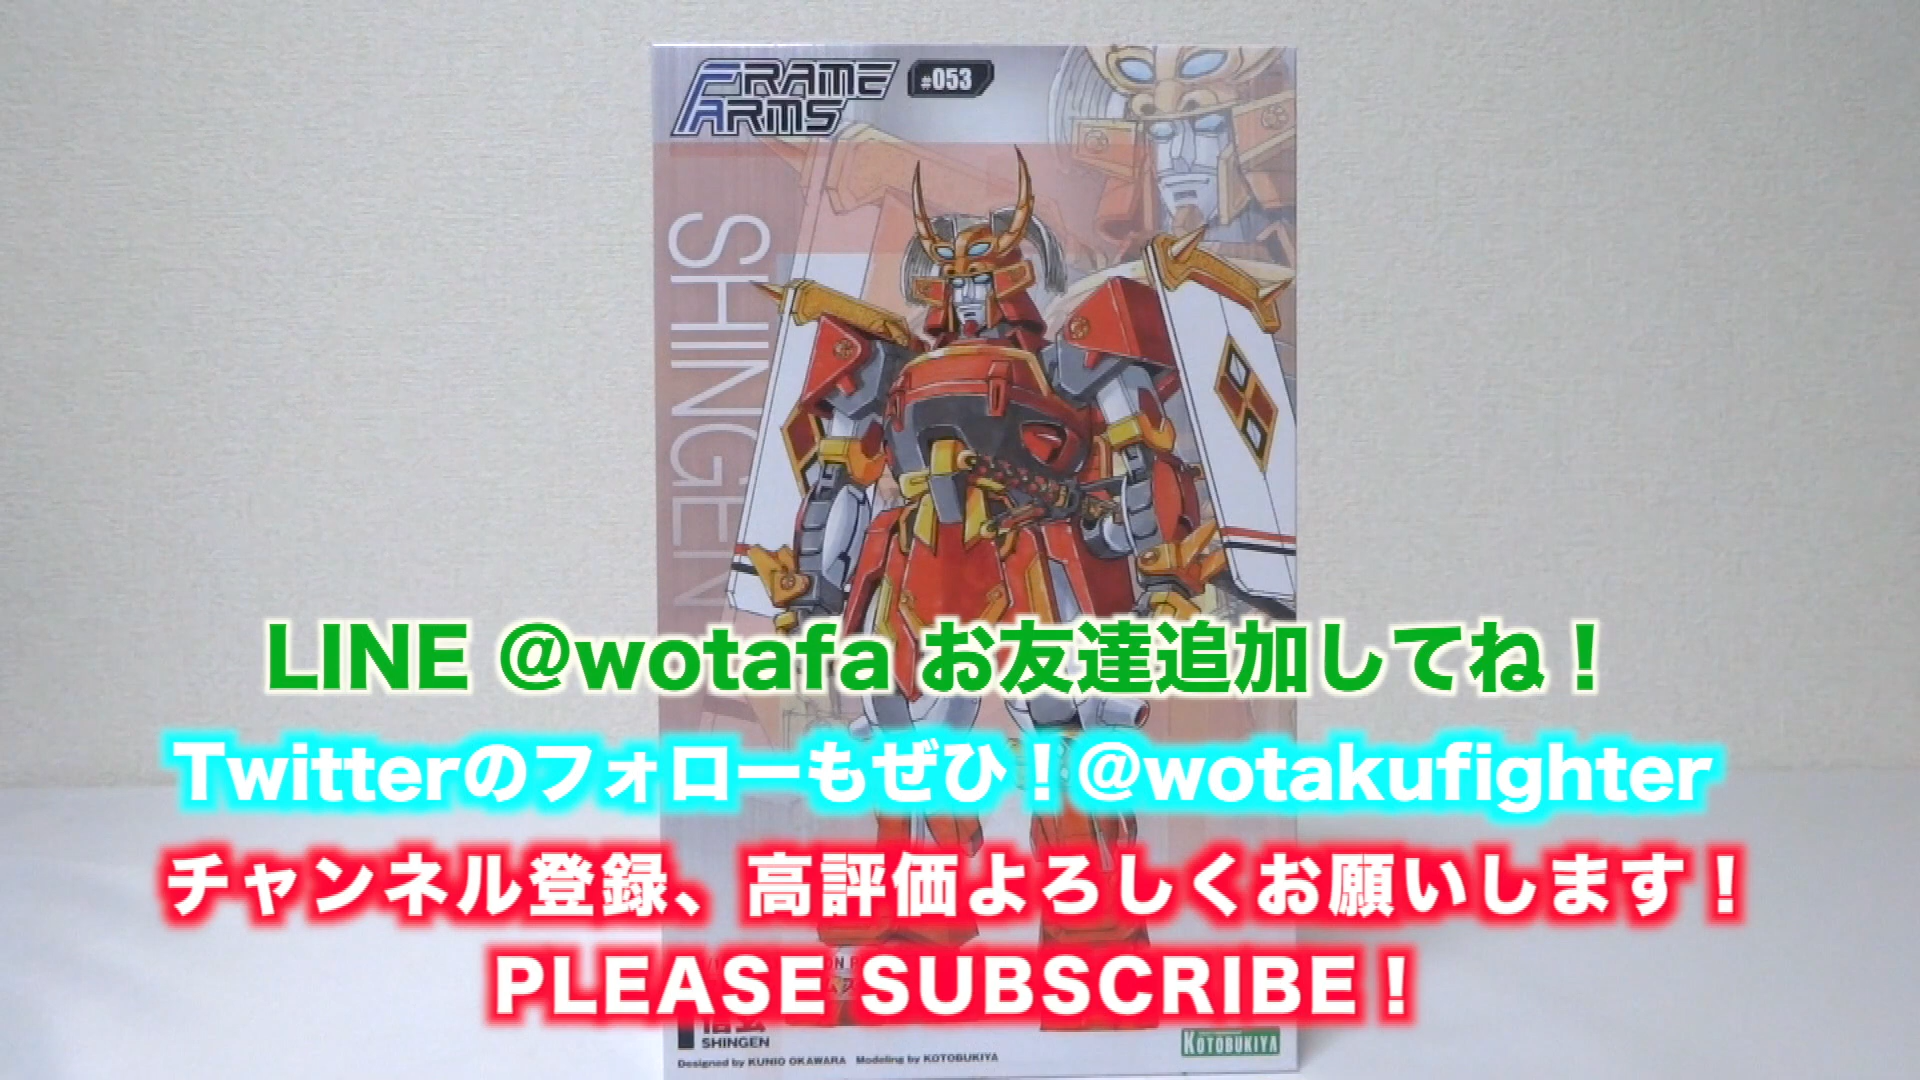 FRAME
ARMS
#053
SHINGEN
LINE @wotafa お友達追加してね！
Twitterのフォローもぜひ！@wotakufighter
チャンネル登録、高評価よろしくお願いします！
PLEASE SUBSCRIBE！
信玄
SHINGEN
Designed by KUNIO OKAWARA Modeling by KOTOBUKIYA
KOTOBUKIYA